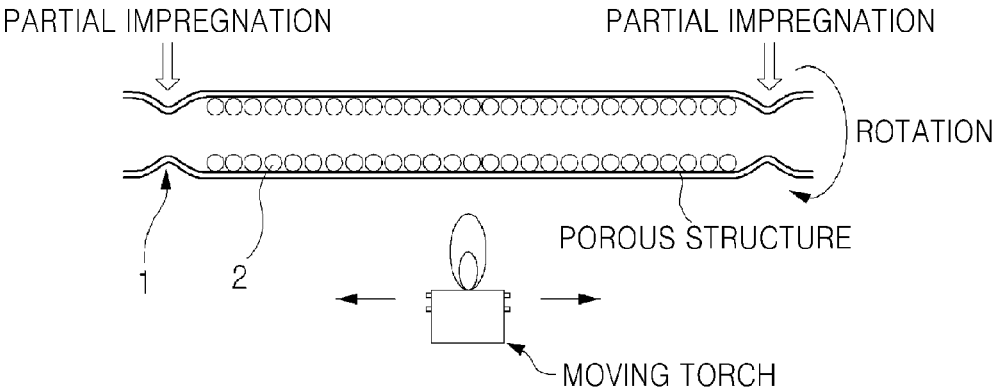 PARTIAL IMPREGNATION
PARTIAL IMPREGNATION
ROTATION
POROUS STRUCTURE
1
2
MOVING TORCH